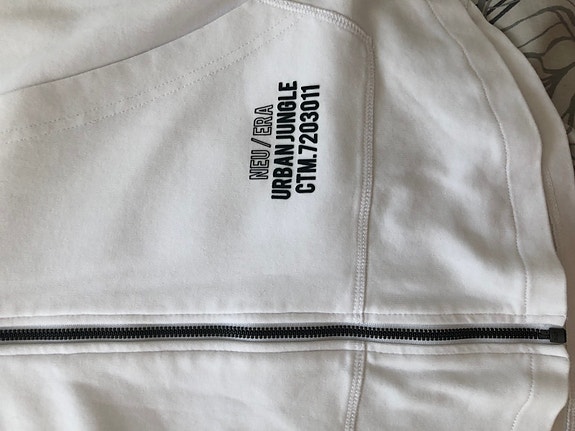 NEU / ERA
URBAN JUNGLE
CTM.7203011